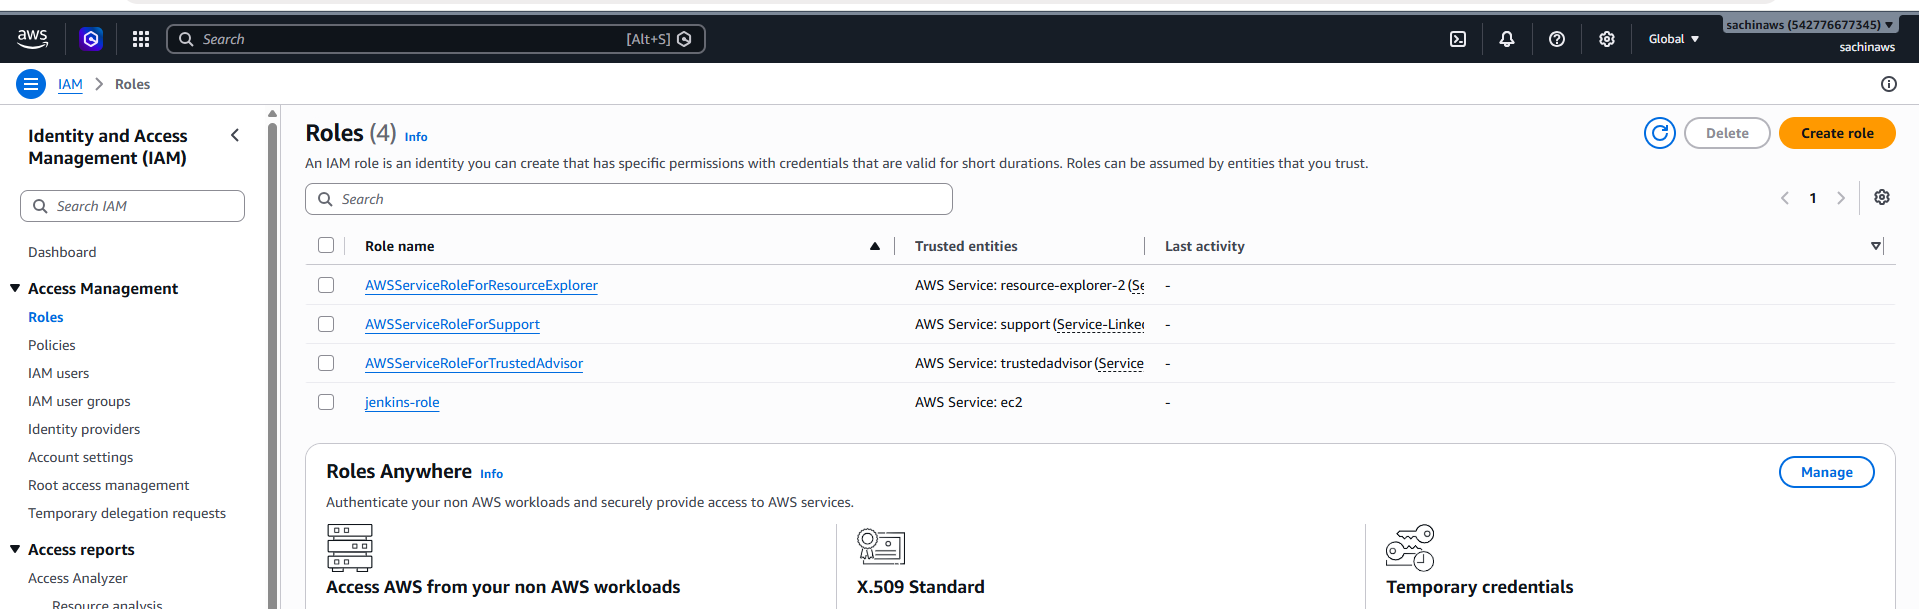 aws
Search
[Alt+S]
Global
sachinaws (542776677345)
sachinaws
IAM
Roles
Identity and Access
Management (IAM)
Search IAM
Dashboard
Access Management
Roles
Policies
IAM users
IAM user groups
Identity providers
Account settings
Root access management
Temporary delegation requests
Access reports
Access Analyzer
Resource analysis
Roles (4) Info
Delete
Create role
An IAM role is an identity you can create that has specific permissions with credentials that are valid for short durations. Roles can be assumed by entities that you trust.
Search
1
Role name Trusted entities Last activity
AWSServiceRoleForResourceExplorer AWS Service: resource-explorer-2 (Se -
AWSServiceRoleForSupport AWS Service: support (Service-Linked -
AWSServiceRoleForTrustedAdvisor AWS Service: trustedadvisor (Service -
jenkins-role AWS Service: ec2 -
Roles Anywhere Info
Manage
Authenticate your non AWS workloads and securely provide access to AWS services.
Access AWS from your non AWS workloads
X.509 Standard
Temporary credentials